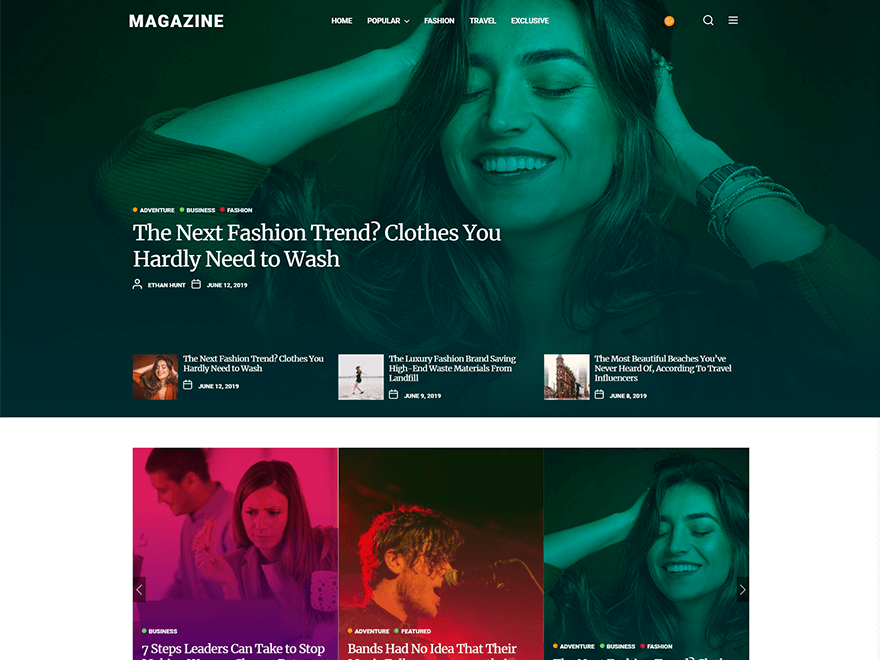 MAGAZINE
HOME POPULAR FASHION TRAVEL EXCLUSIVE
ADVENTURE BUSINESS FASHION
The Next Fashion Trend? Clothes You
Hardly Need to Wash
ETHAN HUNT JUNE 12, 2019
The Next Fashion Trend? Clothes You
Hardly Need to Wash
JUNE 12, 2019
The Luxury Fashion Brand Saving
High-End Waste Materials From
Landfill
JUNE 9, 2019
The Most Beautiful Beaches You've
Never Heard Of, According To Travel
Influencers
JUNE 8, 2019
BUSINESS
7 Steps Leaders Can Take to Stop
ADVENTURE FEATURED
Bands Had No Idea That Their
ADVENTURE BUSINESS FASHION